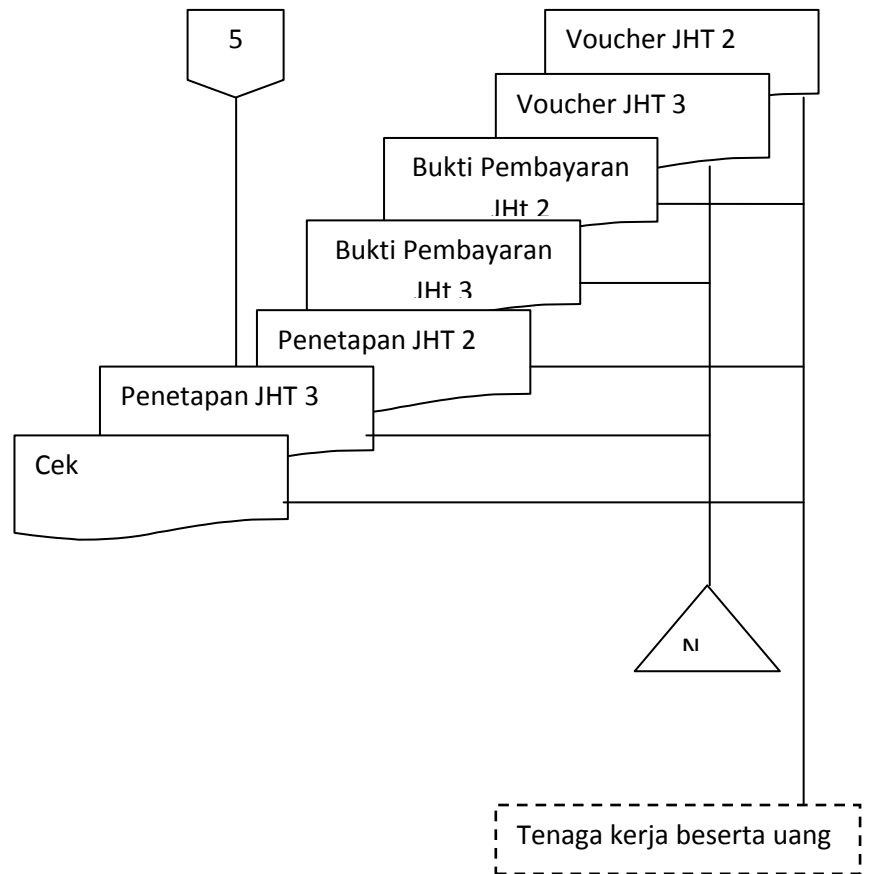 5
Voucher JHT 2
Voucher JHT 3
Bukti Pembayaran
JHt 2
Bukti Pembayaran
JHt 3
Penetapan JHT 2
Penetapan JHT 3
Cek
N
Tenaga kerja beserta uang